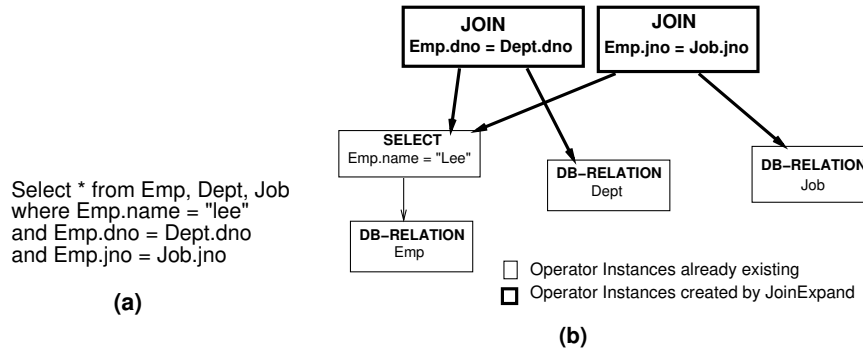 JOIN
Emp.dno = Dept.dno
JOIN
Emp.jno = Job.jno
SELECT
Emp.name = "Lee"
DB−RELATION
Dept
DB−RELATION
Job
DB−RELATION
Emp
Select * from Emp, Dept, Job
where Emp.name = "lee"
and Emp.dno = Dept.dno
and Emp.jno = Job.jno
(a)
Operator Instances already existing
Operator Instances created by JoinExpand
(b)